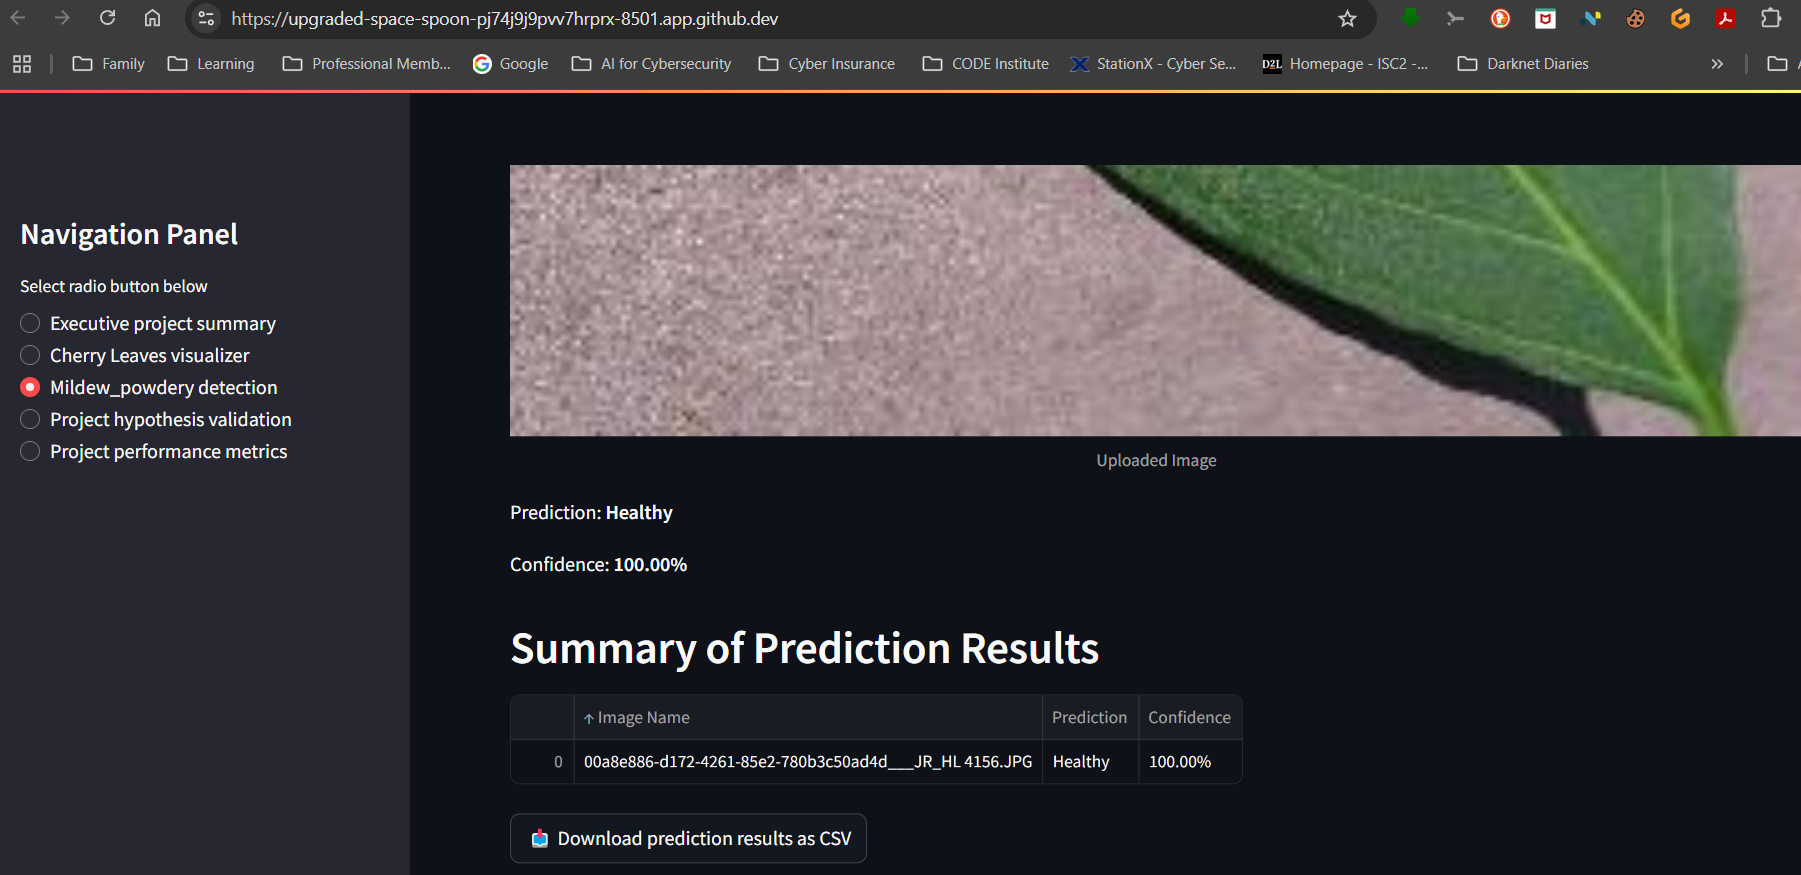 https://upgraded-space-spoon-pj74j9j9pvv7hrprx-8501.app.github.dev
Family Learning Professional Memb... Google AI for Cybersecurity Cyber Insurance CODE Institute StationX - Cyber Se... D2L Homepage - ISC2 -... Darknet Diaries »
Navigation Panel
Select radio button below
Executive project summary
Cherry Leaves visualizer
Mildew_powdery detection
Project hypothesis validation
Project performance metrics
Uploaded Image
Prediction: Healthy
Confidence: 100.00%
Summary of Prediction Results
↑ Image Name Prediction Confidence
0 00a8e886-d172-4261-85e2-780b3c50ad4d___JR_HL 4156.JPG Healthy 100.00%
Download prediction results as CSV